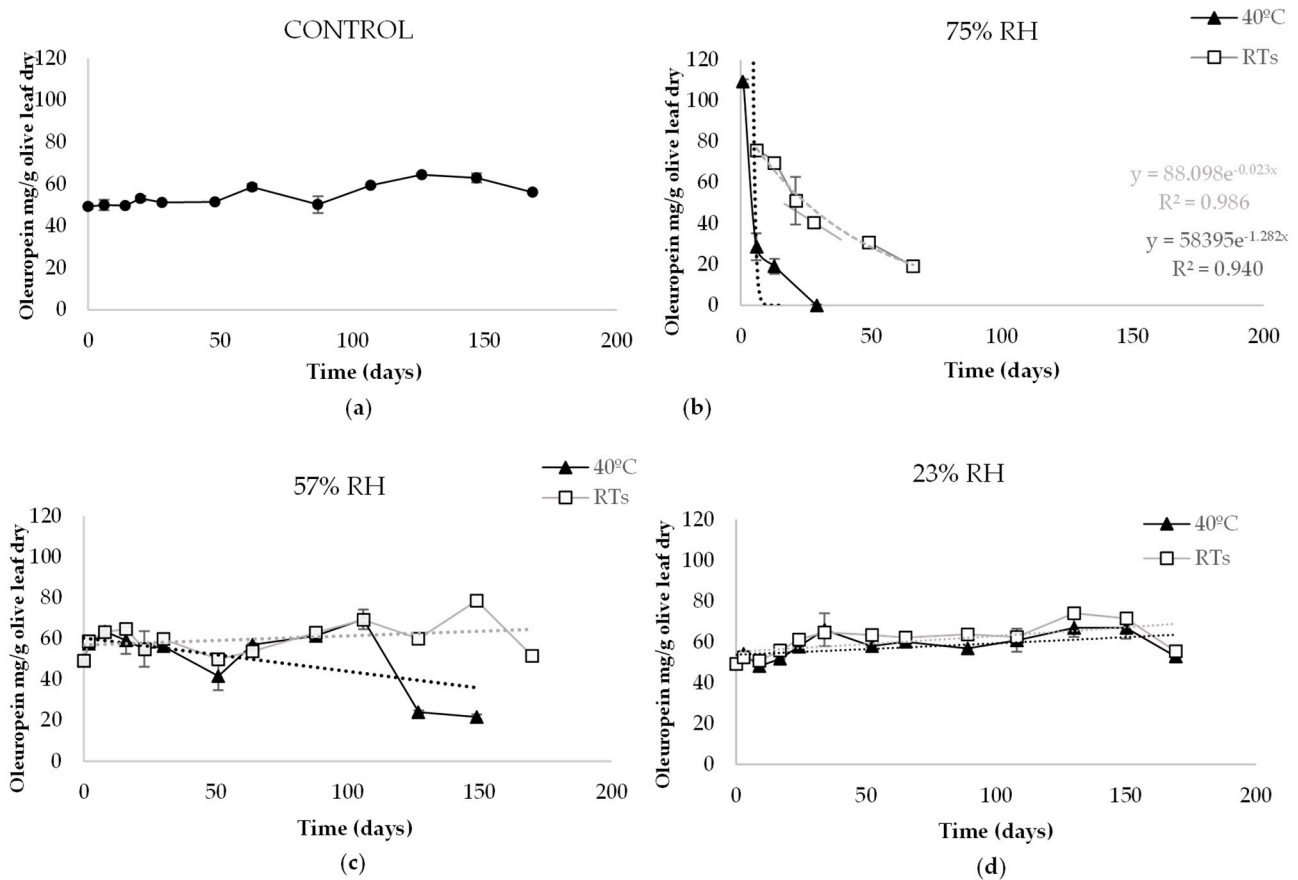 CONTROL
Oleuropein mg/g olive leaf dry
120
100
80
60
40
20
0
0 50 100 150 200
Time (days)
(a)
75% RH
40ºC
RTs
Oleuropein mg/g olive leaf dry
120
100
80
60
40
20
0
y = 88.098e-0.023x
R² = 0.986
y = 58395e-1.282x
R² = 0.940
0 50 100 150 200
Time (days)
(b)
57% RH
40ºC
RTs
Oleuropein mg/g olive leaf dry
120
100
80
60
40
20
0
0 50 100 150 200
Time (days)
(c)
23% RH
40ºC
RTs
Oleuropein mg/g olive leaf dry
120
100
80
60
40
20
0
0 50 100 150 200
Time (days)
(d)